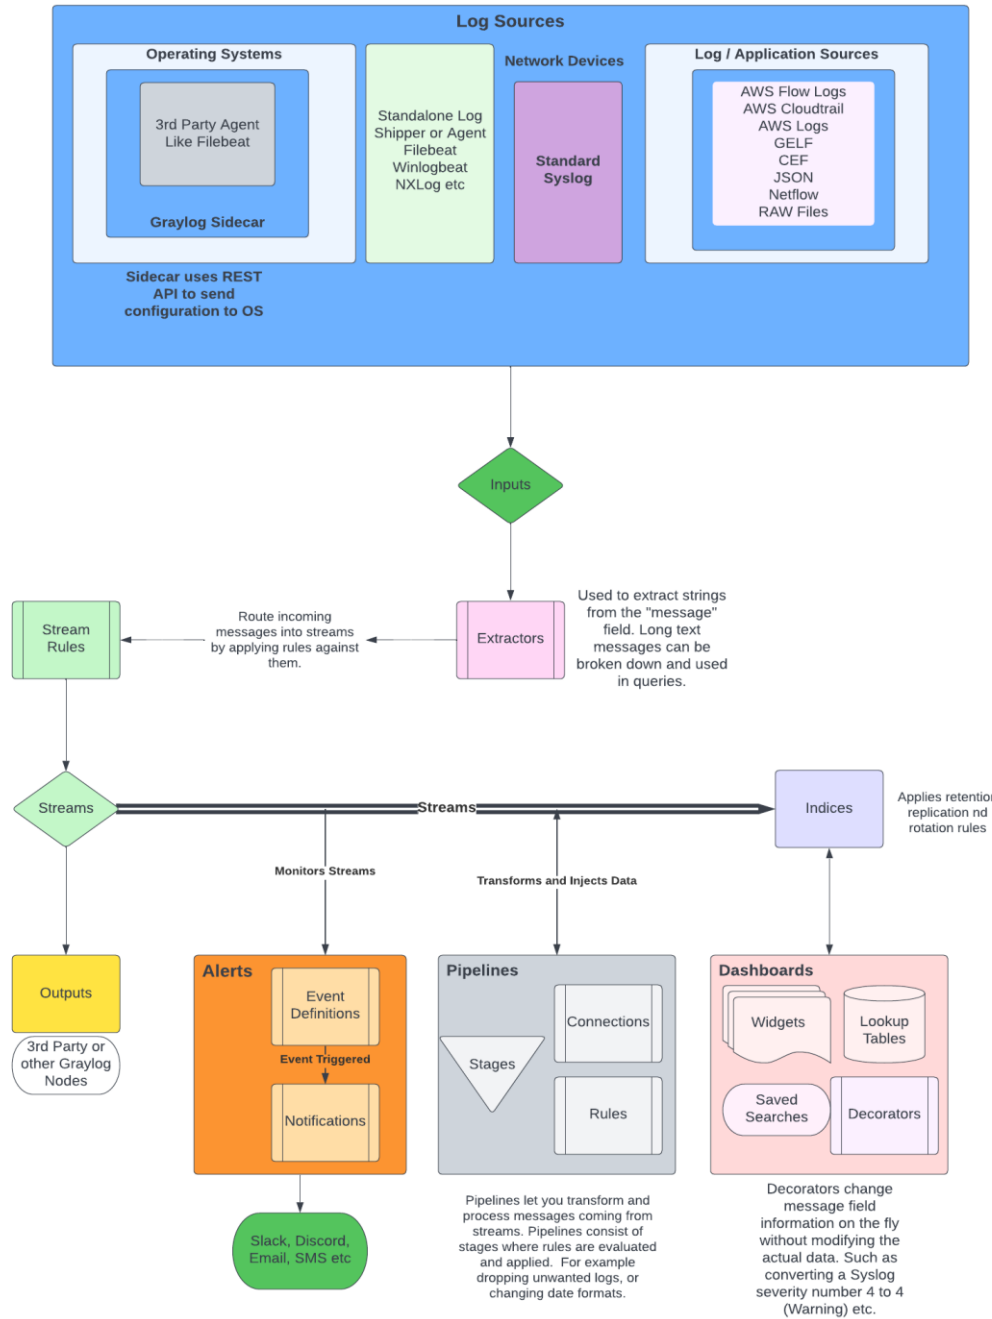 Log Sources
Operating Systems
3rd Party Agent
Like Filebeat
Graylog Sidecar
Sidecar uses REST
API to send
configuration to OS
Standalone Log
Shipper or Agent
Filebeat
Winlogbeat
NXLog etc
Network Devices
Standard
Syslog
Log / Application Sources
AWS Flow Logs
AWS Cloudtrail
AWS Logs
GELF
CEF
JSON
Netflow
RAW Files
Inputs
Stream
Rules
Route incoming
messages into streams
by applying rules against
them.
Extractors
Used to extract strings
from the "message"
field. Long text
messages can be
broken down and used
in queries.
Streams
Streams
Indices
Applies retention
replication nd
rotation rules
Monitors Streams
Transforms and Injects Data
Outputs
3rd Party or
other Graylog
Nodes
Alerts
Event
Definitions
Event Triggered
Notifications
Slack, Discord,
Email, SMS etc
Pipelines
Connections
Stages
Rules
Pipelines let you transform and
process messages coming from
streams. Pipelines consist of
stages where rules are evaluated
and applied.  For example
dropping unwanted logs, or
changing date formats.
Dashboards
Widgets
Lookup
Tables
Saved
Searches
Decorators
Decorators change
message field
information on the fly
without modifying the
actual data. Such as
converting a Syslog
severity number 4 to 4
(Warning) etc.